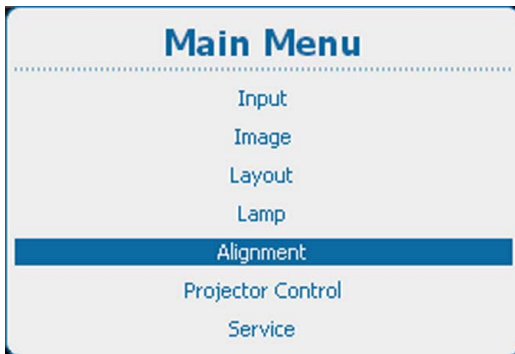 Main Menu
Input
Image
Layout
Lamp
Alignment
Projector Control
Service